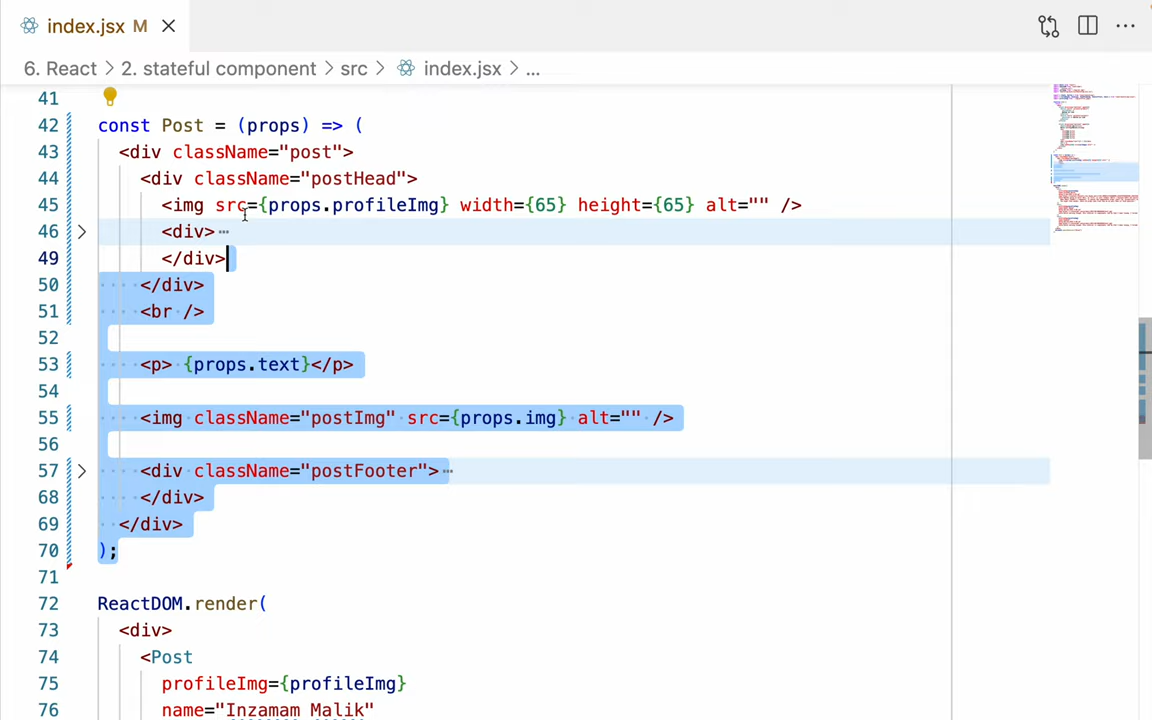 index.jsx M
6. React > 2. stateful component > src > index.jsx > ...
41
42 const Post = (props) => (
43 <div className="post">
44 <div className="postHead">
45 <img src={props.profileImg} width={65} height={65} alt="" />
46 <div>…
49 </div>
50 </div>
51 <br />
52
53 <p> {props.text}</p>
54
55 <img className="postImg" src={props.img} alt="" />
56
57 <div className="postFooter">…
68 </div>
69 </div>
70 );
71
72 ReactDOM.render(
73 <div>
74 <Post
75 profileImg={profileImg}
76 name="Inzamam Malik"